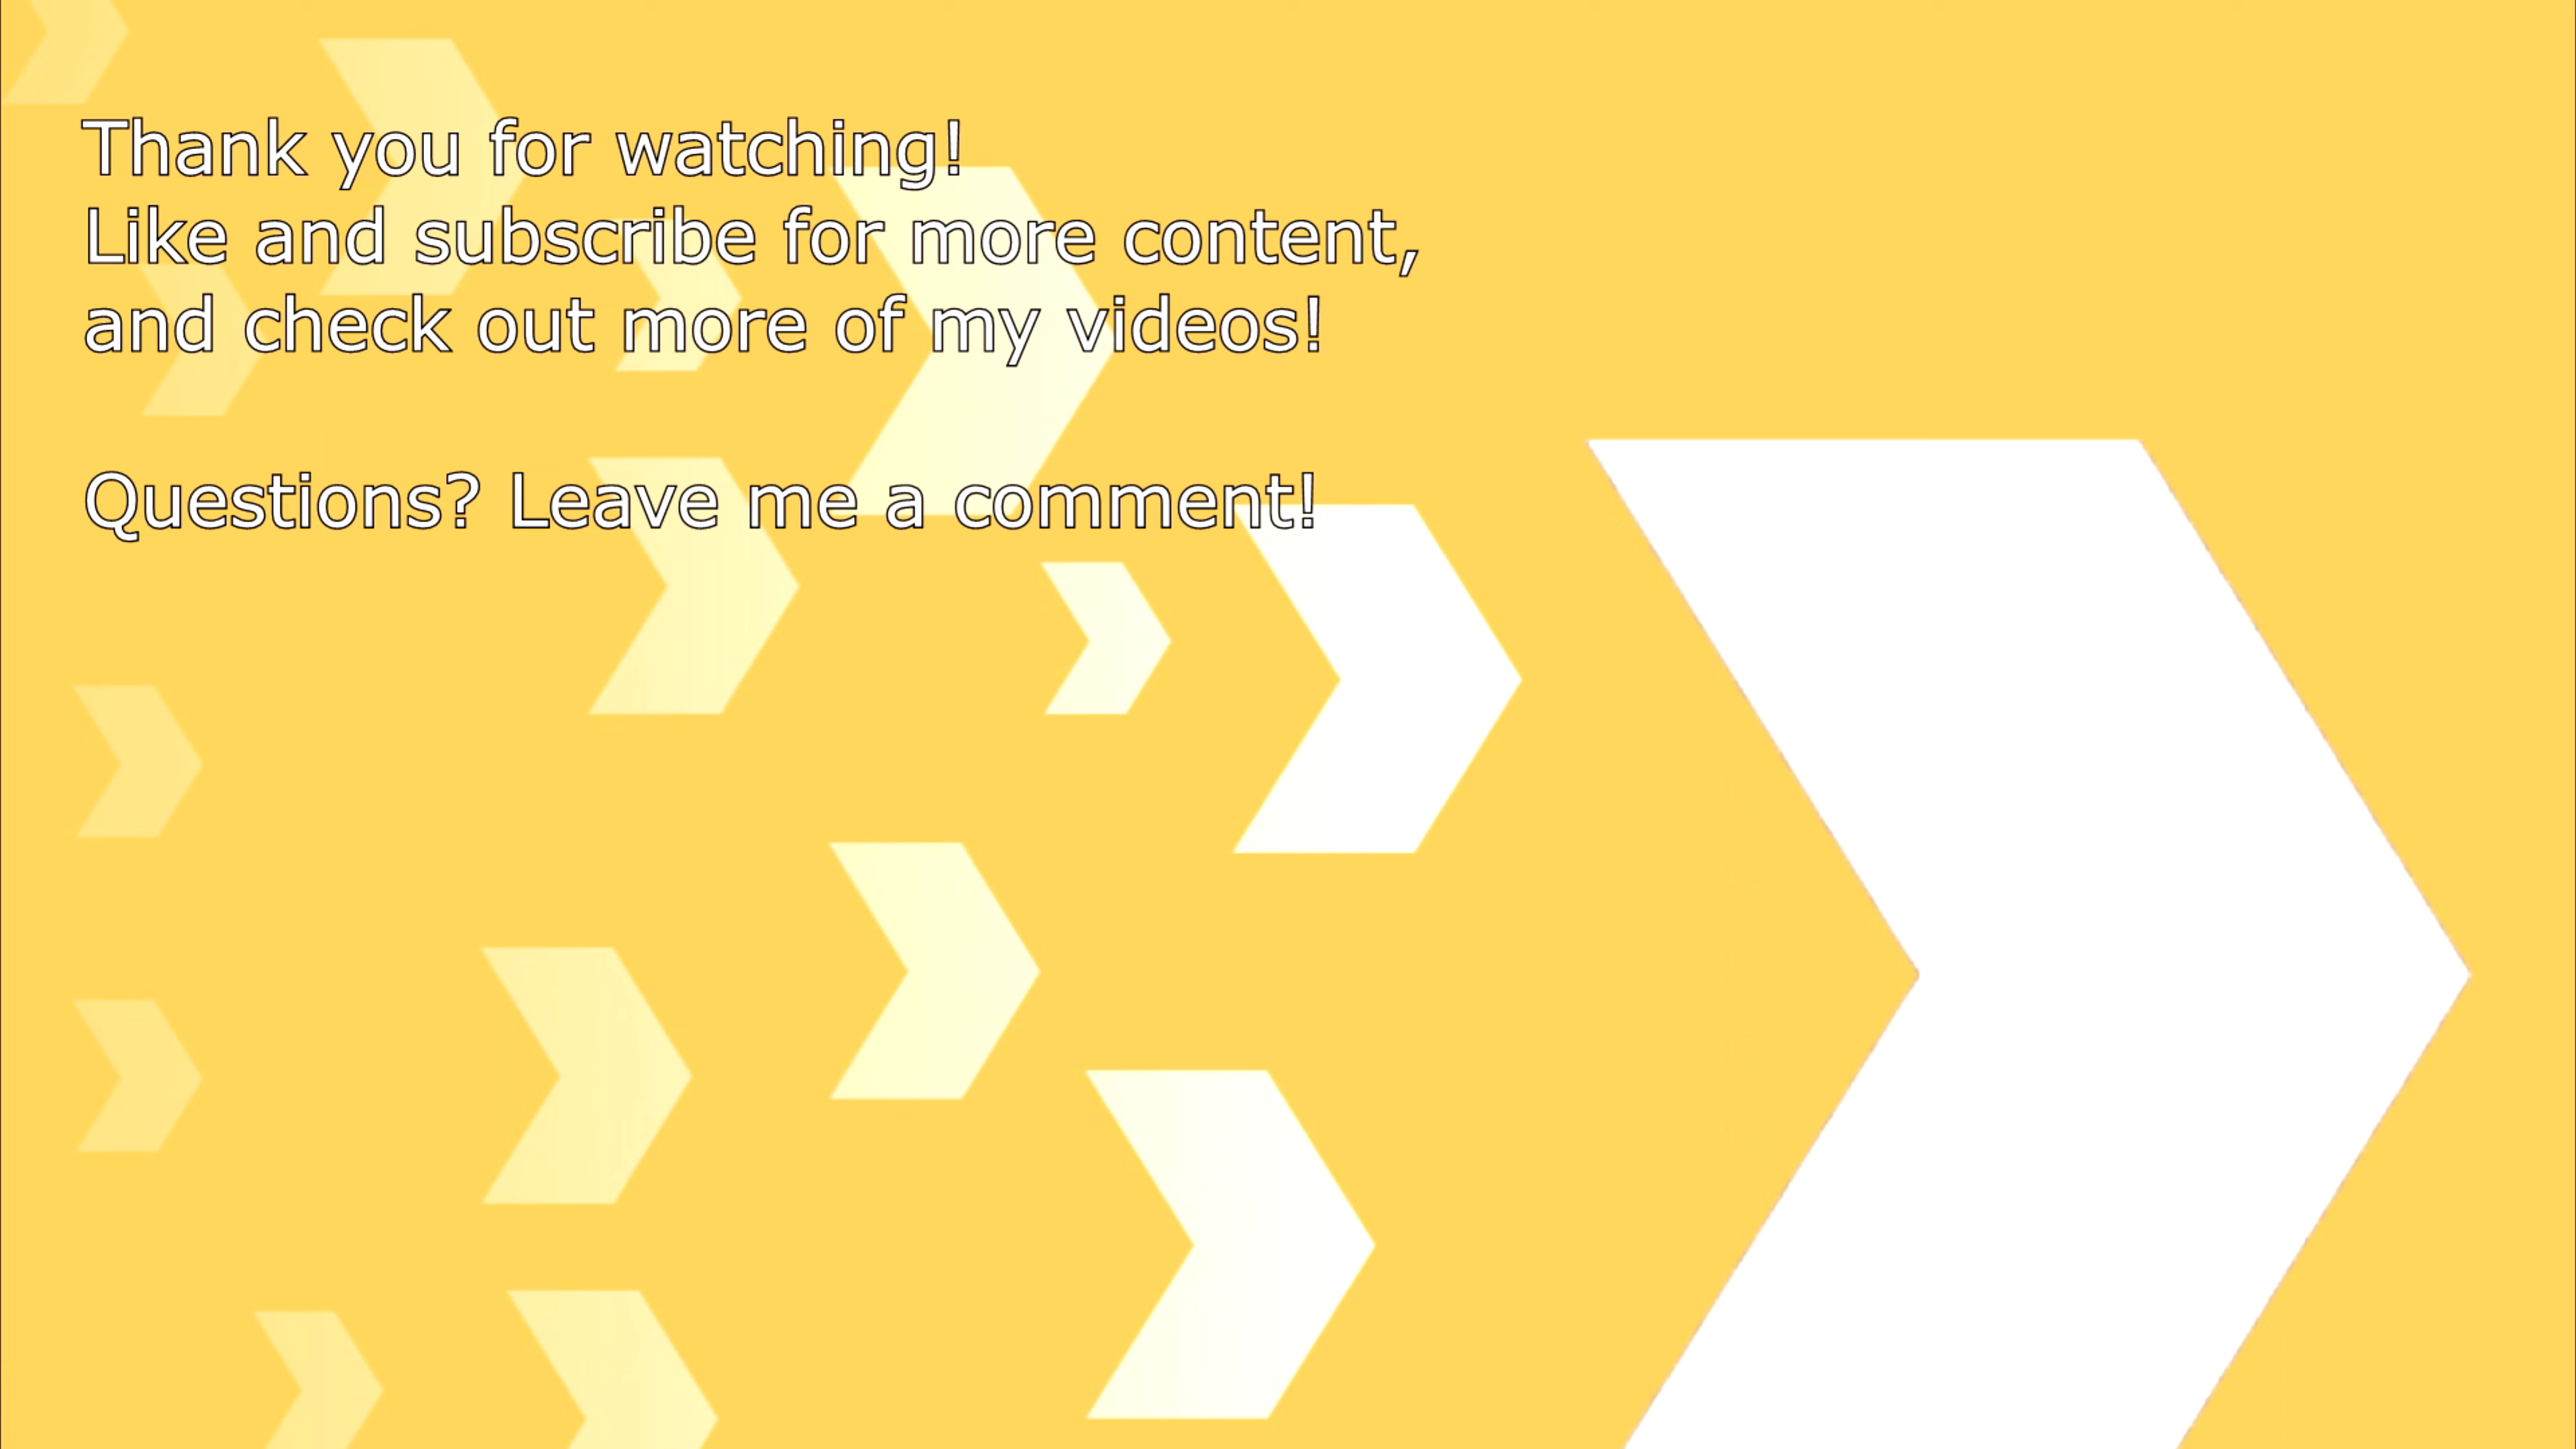 Thank you for watching!
Like and subscribe for more content,
and check out more of my videos!
Questions? Leave me a comment!